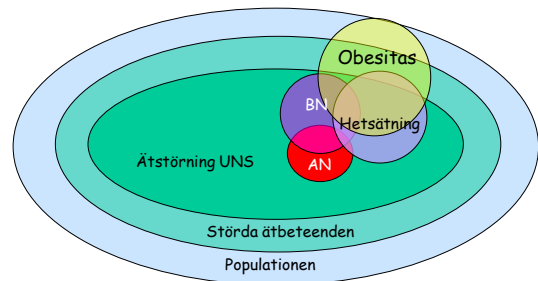 Obesitas
BN
Hetsätning
Ätstörning UNS
AN
Störda ätbeteenden
Populationen